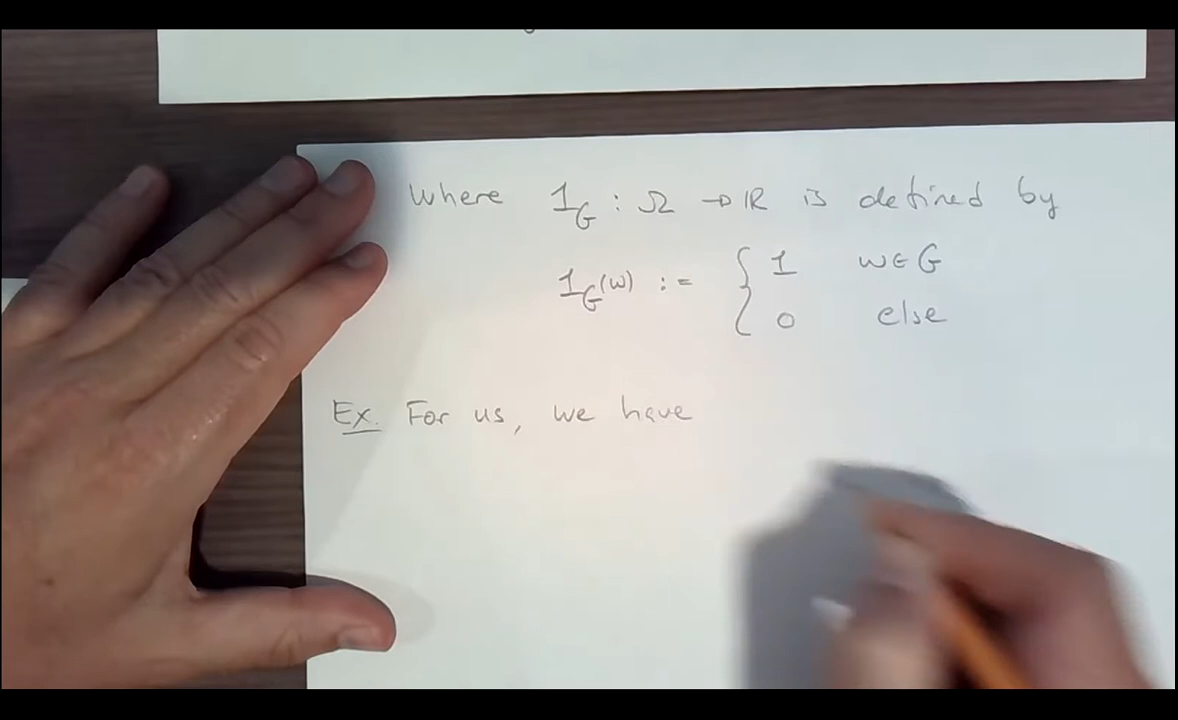 where 1_G : Ω → ℝ is defined by
1_G(ω) := { 1 ω∈G
0 else
Ex. For us, we have